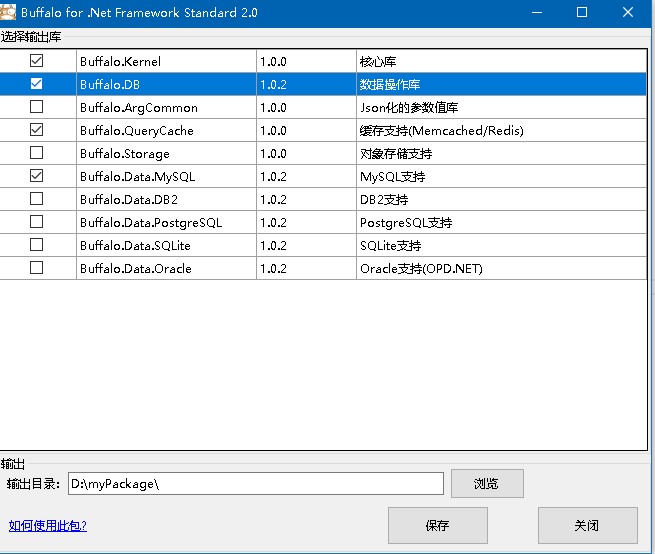 Buffalo for .Net Framework Standard 2.0
选择输出库
Buffalo.Kernel 1.0.0 核心库
Buffalo.DB 1.0.2 数据操作库
Buffalo.ArgCommon 1.0.0 Json化的参数值库
Buffalo.QueryCache 1.0.0 缓存支持(Memcached/Redis)
Buffalo.Storage 1.0.0 对象存储支持
Buffalo.Data.MySQL 1.0.2 MySQL支持
Buffalo.Data.DB2 1.0.2 DB2支持
Buffalo.Data.PostgreSQL 1.0.2 PostgreSQL支持
Buffalo.Data.SQLite 1.0.2 SQLite支持
Buffalo.Data.Oracle 1.0.2 Oracle支持(OPD.NET)
输出
输出目录: D:\myPackage\ 浏览
如何使用此包? 保存 关闭